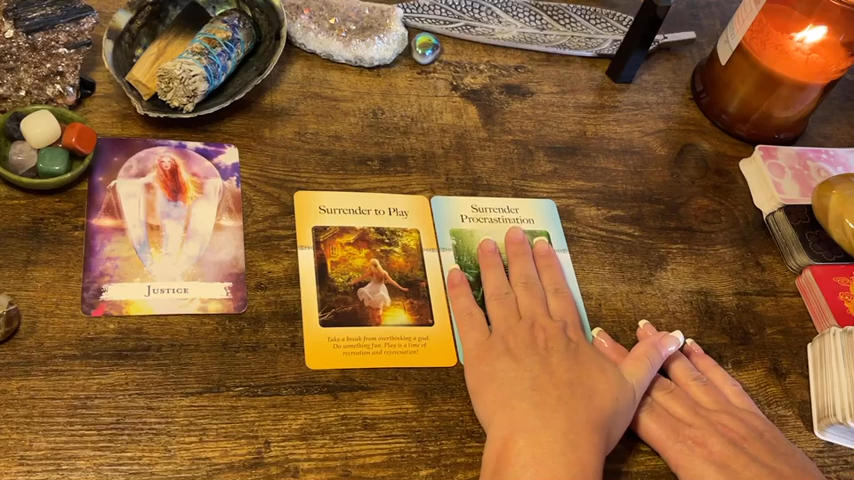 Surrender to Play
Take a break from overthinking a goal.
Do something fun. Play is a time of
recreation and rejuvenation!
Surrender
Procrastination
JUSTICE